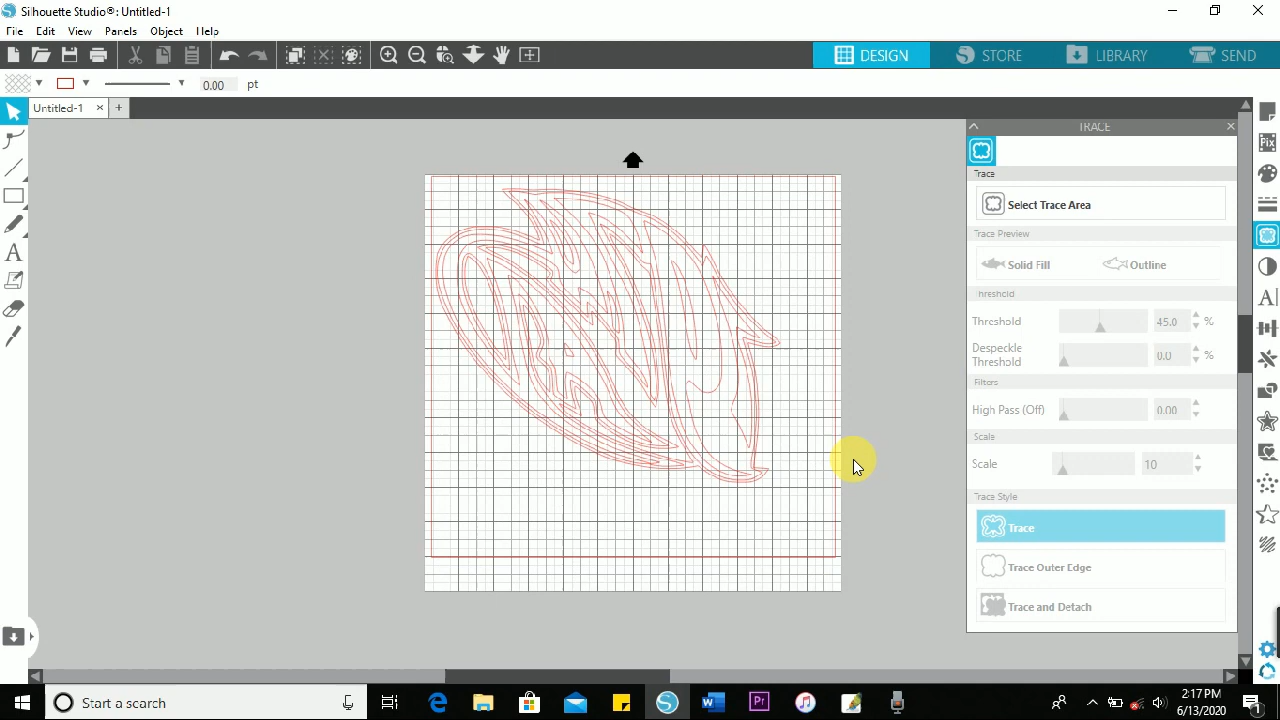 Silhouette Studio®: Untitled-1
File Edit View Panels Object Help
DESIGN STORE LIBRARY SEND
0.00 pt
Untitled-1 × +
TRACE
Trace
Select Trace Area
Trace Preview
Solid Fill Outline
Threshold
Threshold 45.0 %
Despeckle
Threshold 0.0 %
Filters
High Pass (Off) 0.00
Scale
Scale 10
Trace Style
Trace
Trace Outer Edge
Trace and Detach
Start a search
2:17 PM
6/13/2020
1